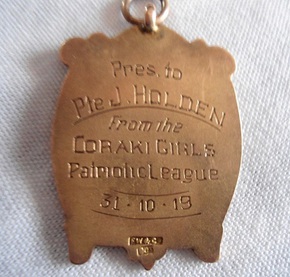 Pres. to
Pte J. HOLDEN
From the
CORAKI GIRLS
Patriotic League
31·10·19